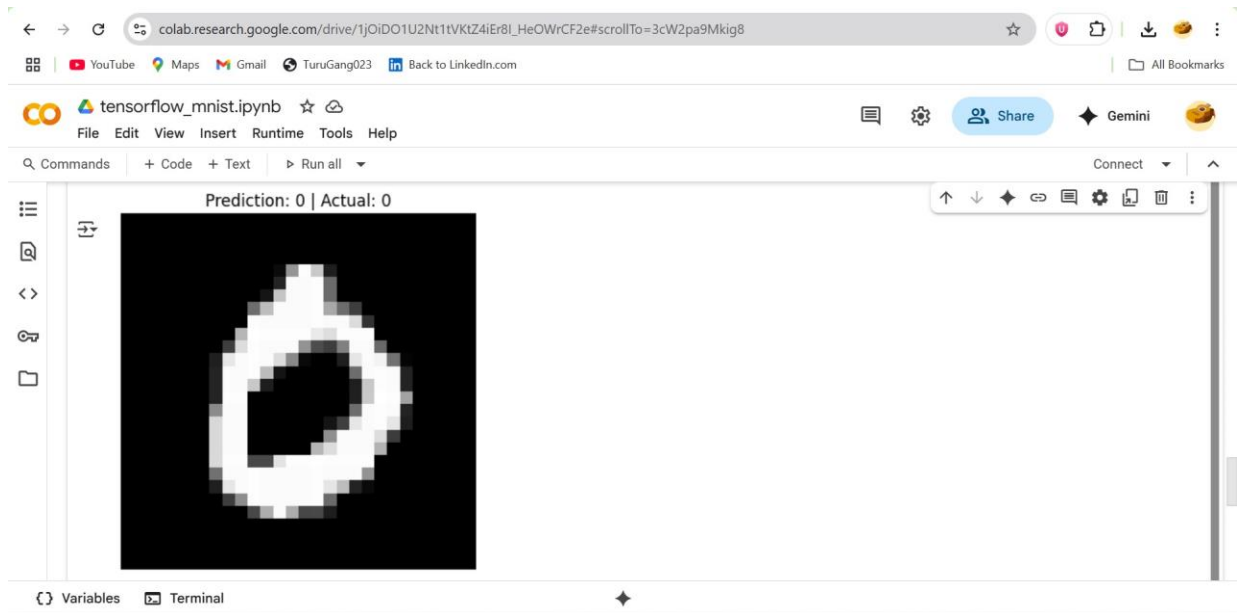 colab.research.google.com/drive/1jOiDO1U2Nt1tVKtZ4iEr8l_HeOWrCF2e#scrollTo=3cW2pa9Mkig8
YouTube Maps Gmail TuruGang023 Back to LinkedIn.com All Bookmarks
tensorflow_mnist.ipynb
File Edit View Insert Runtime Tools Help Share Gemini
Commands + Code + Text Run all Connect
Prediction: 0 | Actual: 0
Variables Terminal